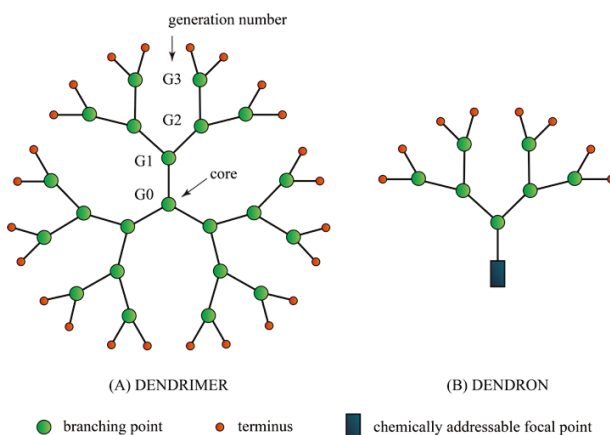 generation number
G3
G2
G1
core
G0
(A) DENDRIMER
(B) DENDRON
branching point
terminus
chemically addressable focal point